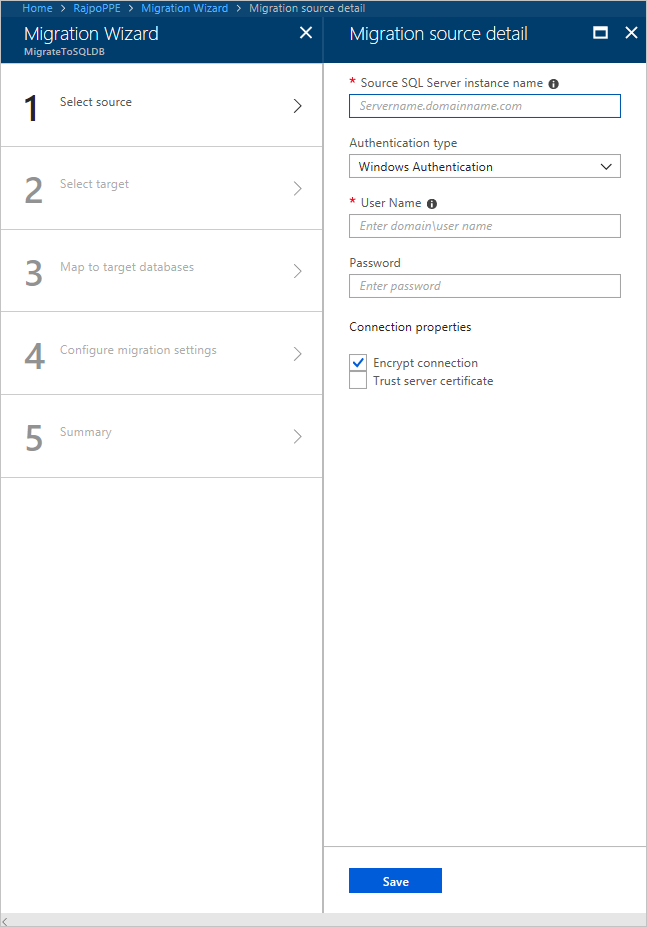 Home > RajpoPPE > Migration Wizard > Migration source detail
Migration Wizard
MigrateToSQLDB
1 Select source
2 Select target
3 Map to target databases
4 Configure migration settings
5 Summary
Migration source detail
* Source SQL Server instance name
Servername.domainname.com
Authentication type
Windows Authentication
* User Name
Enter domain\user name
Password
Enter password
Connection properties
Encrypt connection
Trust server certificate
Save